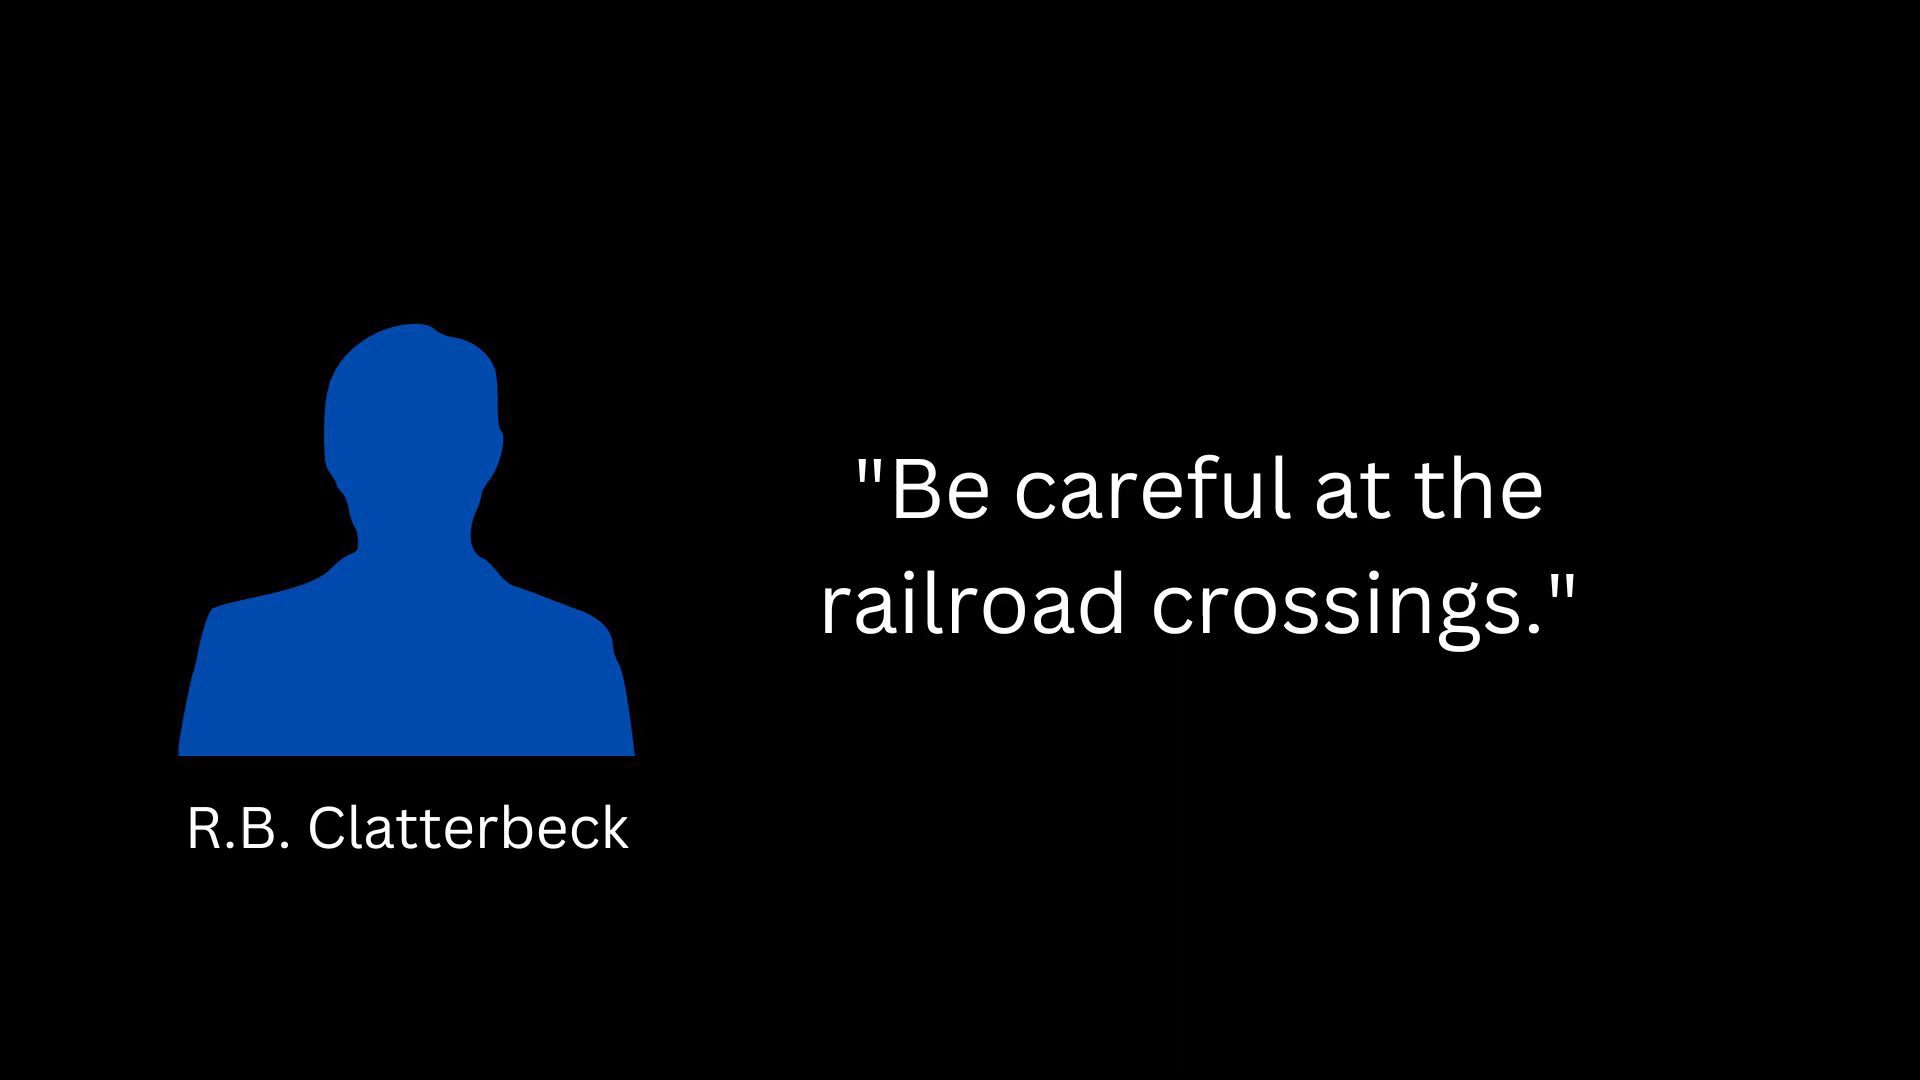 "Be careful at the
railroad crossings."
R.B. Clatterbeck